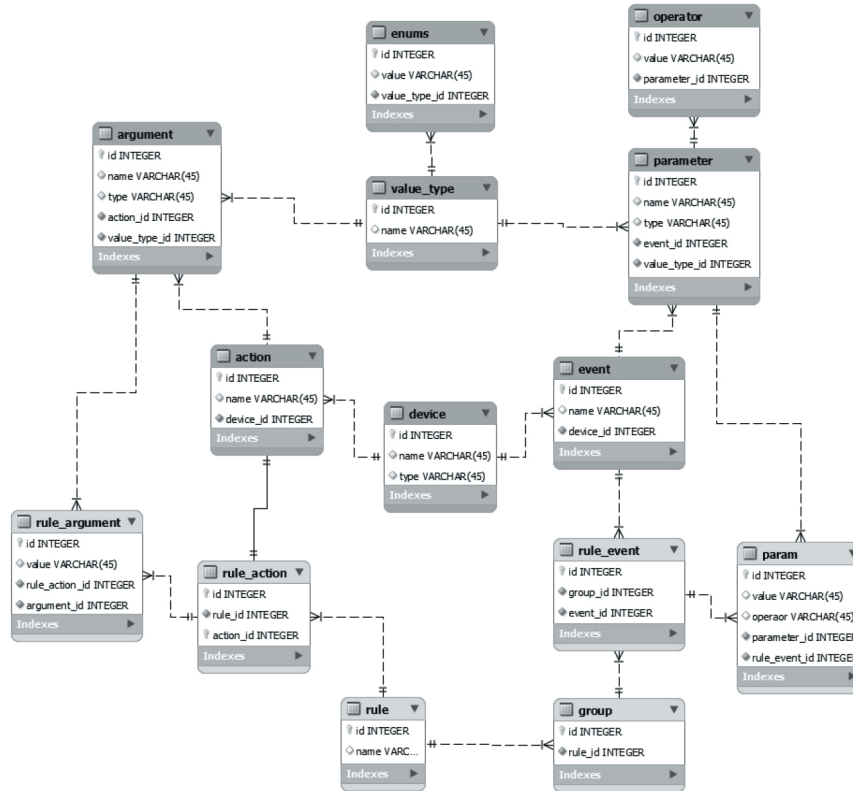 enums
id INTEGER
value VARCHAR(45)
value_type_id INTEGER
Indexes
operator
id INTEGER
value VARCHAR(45)
parameter_id INTEGER
Indexes
argument
id INTEGER
name VARCHAR(45)
type VARCHAR(45)
action_id INTEGER
value_type_id INTEGER
Indexes
value_type
id INTEGER
name VARCHAR(45)
Indexes
parameter
id INTEGER
name VARCHAR(45)
type VARCHAR(45)
event_id INTEGER
value_type_id INTEGER
Indexes
action
id INTEGER
name VARCHAR(45)
device_id INTEGER
Indexes
device
id INTEGER
name VARCHAR(45)
type VARCHAR(45)
Indexes
event
id INTEGER
name VARCHAR(45)
device_id INTEGER
Indexes
rule_argument
id INTEGER
value VARCHAR(45)
rule_action_id INTEGER
argument_id INTEGER
Indexes
rule_action
id INTEGER
rule_id INTEGER
action_id INTEGER
Indexes
rule_event
id INTEGER
group_id INTEGER
event_id INTEGER
Indexes
param
id INTEGER
value VARCHAR(45)
operaor VARCHAR(45)
parameter_id INTEGE
rule_event_id INTEGE
Indexes
rule
id INTEGER
name VARC...
Indexes
group
id INTEGER
rule_id INTEGER
Indexes